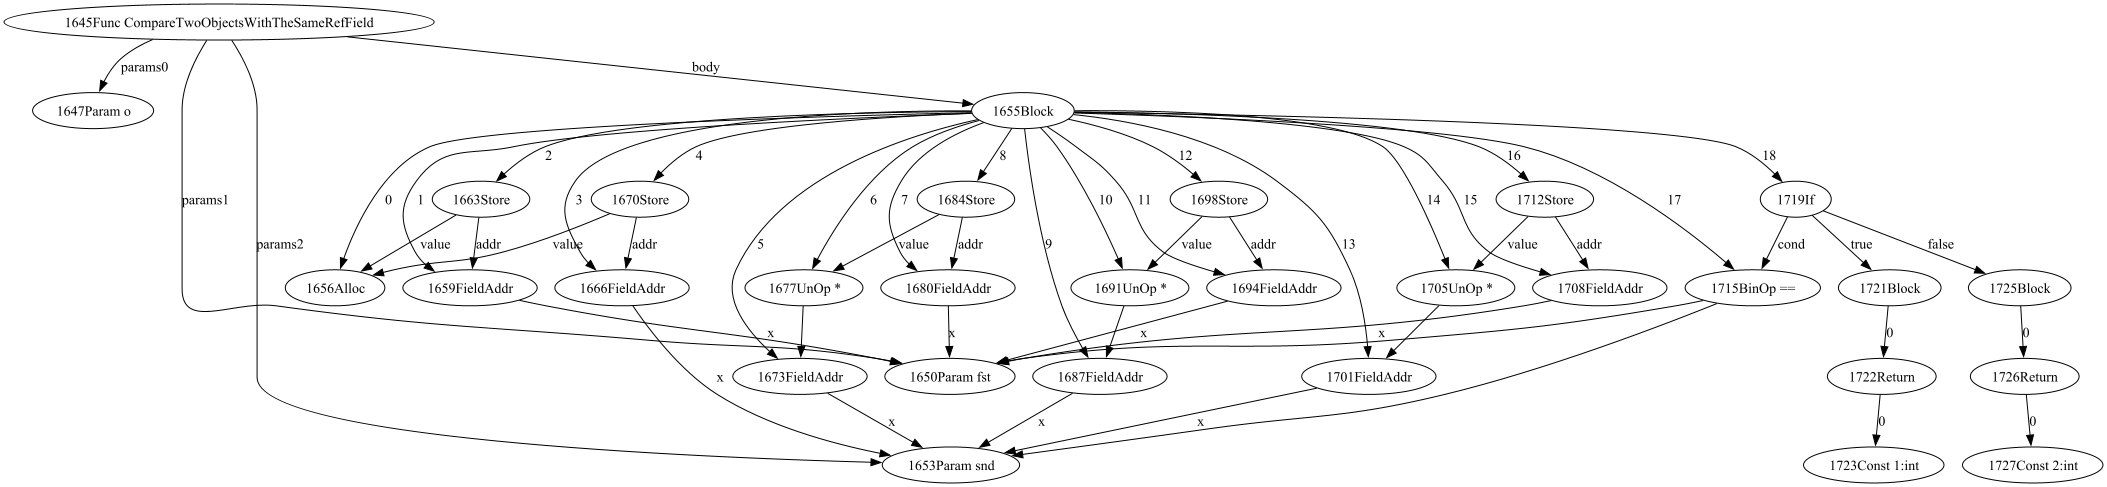 1645Func CompareTwoObjectsWithTheSameRefField
params0
body
1647Param o
1655Block
2
4
8
12
16
18
params1
1663Store
0
1
3
1670Store
6
7
1684Store
10
11
1698Store
14
15
1712Store
17
1719If
params2
value
addr
value
addr
5
value
addr
9
value
addr
13
value
addr
cond
true
false
1656Alloc
1659FieldAddr
1666FieldAddr
1677UnOp *
1680FieldAddr
1691UnOp *
1694FieldAddr
1705UnOp *
1708FieldAddr
1715BinOp ==
1721Block
1725Block
x
x
x
x
0
0
1673FieldAddr
1650Param fst
1687FieldAddr
1701FieldAddr
1722Return
1726Return
x
x
x
x
0
0
1653Param snd
1723Const 1:int
1727Const 2:int